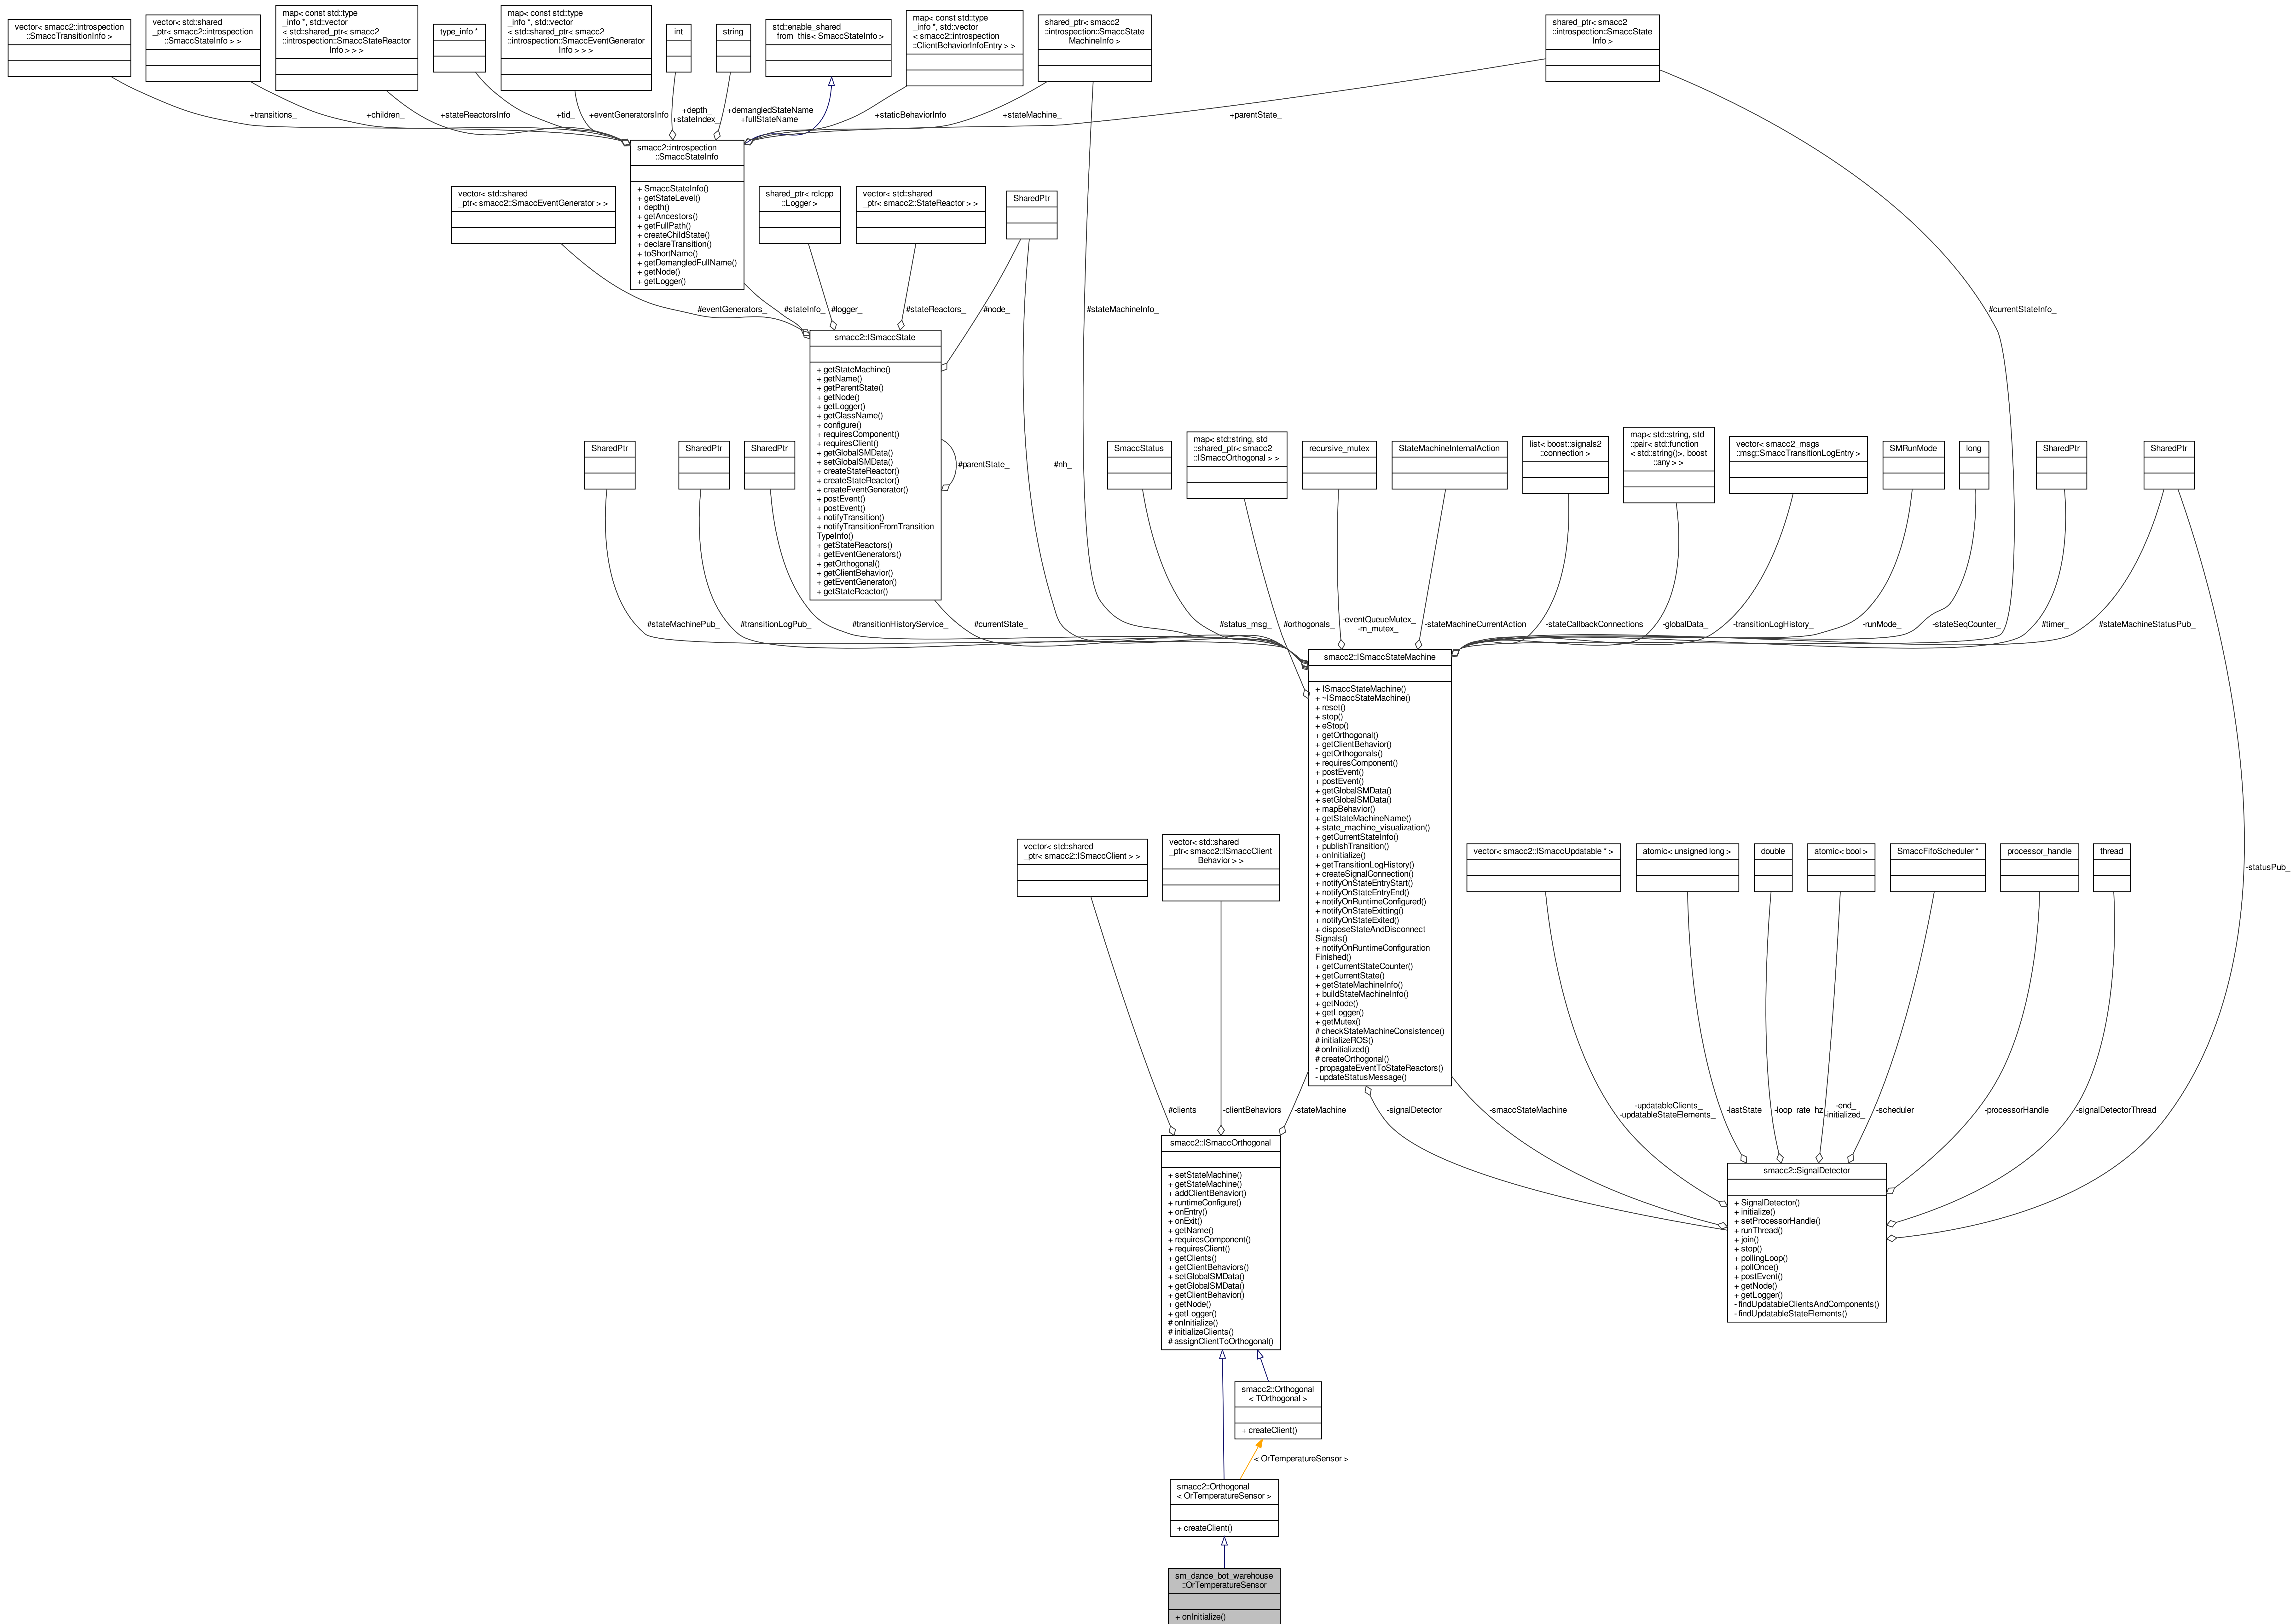 vector< smacc2::introspection
::SmaccTransitionInfo >
vector< std::shared
_ptr< smacc2::introspection
::SmaccStateInfo > >
map< const std::type
_info *, std::vector
< std::shared_ptr< smacc2
::introspection::SmaccStateReactor
Info > > >
type_info *
map< const std::type
_info *, std::vector
< std::shared_ptr< smacc2
::introspection::SmaccEventGenerator
Info > > >
int
string
std::enable_shared
_from_this< SmaccStateInfo >
map< const std::type
_info *, std::vector
< smacc2::introspection
::ClientBehaviorInfoEntry > >
shared_ptr< smacc2
::introspection::SmaccState
MachineInfo >
shared_ptr< smacc2
::introspection::SmaccState
Info >
+transitions_
+children_
+stateReactorsInfo
+tid_
+eventGeneratorsInfo
+depth_
+stateIndex_
+demangledStateName
+fullStateName
+staticBehaviorInfo
+stateMachine_
+parentState_
smacc2::introspection
::SmaccStateInfo
+ SmaccStateInfo()
+ getStateLevel()
+ depth()
+ getAncestors()
+ getFullPath()
+ createChildState()
+ declareTransition()
+ toShortName()
+ getDemangledFullName()
+ getNode()
+ getLogger()
vector< std::shared
_ptr< smacc2::SmaccEventGenerator > >
shared_ptr< rclcpp
::Logger >
vector< std::shared
_ptr< smacc2::StateReactor > >
SharedPtr
#eventGenerators_
#stateInfo_
#logger_
#stateReactors_
#node_
#stateMachineInfo_
#currentStateInfo_
smacc2::ISmaccState
+ getStateMachine()
+ getName()
+ getParentState()
+ getNode()
+ getLogger()
+ getClassName()
+ configure()
+ requiresComponent()
+ requiresClient()
+ getGlobalSMData()
+ setGlobalSMData()
+ createStateReactor()
+ createStateReactor()
+ createEventGenerator()
+ postEvent()
+ postEvent()
+ notifyTransition()
+ notifyTransitionFromTransition
TypeInfo()
+ getStateReactors()
+ getEventGenerators()
+ getOrthogonal()
+ getClientBehavior()
+ getEventGenerator()
+ getStateReactor()
#parentState_
#nh_
SharedPtr
SharedPtr
SharedPtr
SmaccStatus
map< std::string, std
::shared_ptr< smacc2
::ISmaccOrthogonal > >
recursive_mutex
StateMachineInternalAction
list< boost::signals2
::connection >
map< std::string, std
::pair< std::function
< std::string()>, boost
::any > >
vector< smacc2_msgs
::msg::SmaccTransitionLogEntry >
SMRunMode
long
SharedPtr
SharedPtr
#stateMachinePub_
#transitionLogPub_
#transitionHistoryService_
#currentState_
#status_msg_
#orthogonals_
-eventQueueMutex_
-m_mutex_
-stateMachineCurrentAction
-stateCallbackConnections
-globalData_
-transitionLogHistory_
-runMode_
-stateSeqCounter_
#timer_
#stateMachineStatusPub_
smacc2::ISmaccStateMachine
+ ISmaccStateMachine()
+ ~ISmaccStateMachine()
+ reset()
+ stop()
+ eStop()
+ getOrthogonal()
+ getClientBehavior()
+ getOrthogonals()
+ requiresComponent()
+ postEvent()
+ postEvent()
+ getGlobalSMData()
+ setGlobalSMData()
+ mapBehavior()
+ getStateMachineName()
+ state_machine_visualization()
+ getCurrentStateInfo()
+ publishTransition()
+ onInitialize()
+ getTransitionLogHistory()
+ createSignalConnection()
+ notifyOnStateEntryStart()
+ notifyOnStateEntryEnd()
+ notifyOnRuntimeConfigured()
+ notifyOnStateExitting()
+ notifyOnStateExited()
+ disposeStateAndDisconnect
Signals()
+ notifyOnRuntimeConfiguration
Finished()
+ getCurrentStateCounter()
+ getCurrentState()
+ getStateMachineInfo()
+ buildStateMachineInfo()
+ getNode()
+ getLogger()
+ getMutex()
# checkStateMachineConsistence()
# initializeROS()
# onInitialized()
# createOrthogonal()
- propagateEventToStateReactors()
- updateStatusMessage()
vector< std::shared
_ptr< smacc2::ISmaccClient > >
vector< std::shared
_ptr< smacc2::ISmaccClient
Behavior > >
vector< smacc2::ISmaccUpdatable * >
atomic< unsigned long >
double
atomic< bool >
SmaccFifoScheduler *
processor_handle
thread
-statusPub_
#clients_
-clientBehaviors_
-stateMachine_
-signalDetector_
-smaccStateMachine_
-updatableClients_
-updatableStateElements_
-lastState_
-loop_rate_hz
-end_
-initialized_
-scheduler_
-processorHandle_
-signalDetectorThread_
smacc2::ISmaccOrthogonal
+ setStateMachine()
+ getStateMachine()
+ addClientBehavior()
+ runtimeConfigure()
+ onEntry()
+ onExit()
+ getName()
+ requiresComponent()
+ requiresClient()
+ getClients()
+ getClientBehaviors()
+ setGlobalSMData()
+ getGlobalSMData()
+ getClientBehavior()
+ getNode()
+ getLogger()
# onInitialize()
# initializeClients()
# assignClientToOrthogonal()
smacc2::SignalDetector
+ SignalDetector()
+ initialize()
+ setProcessorHandle()
+ runThread()
+ join()
+ stop()
+ pollingLoop()
+ pollOnce()
+ postEvent()
+ getNode()
+ getLogger()
- findUpdatableClientsAndComponents()
- findUpdatableStateElements()
smacc2::Orthogonal
< TOrthogonal >
+ createClient()
< OrTemperatureSensor >
smacc2::Orthogonal
< OrTemperatureSensor >
+ createClient()
sm_dance_bot_warehouse
::OrTemperatureSensor
+ onInitialize()